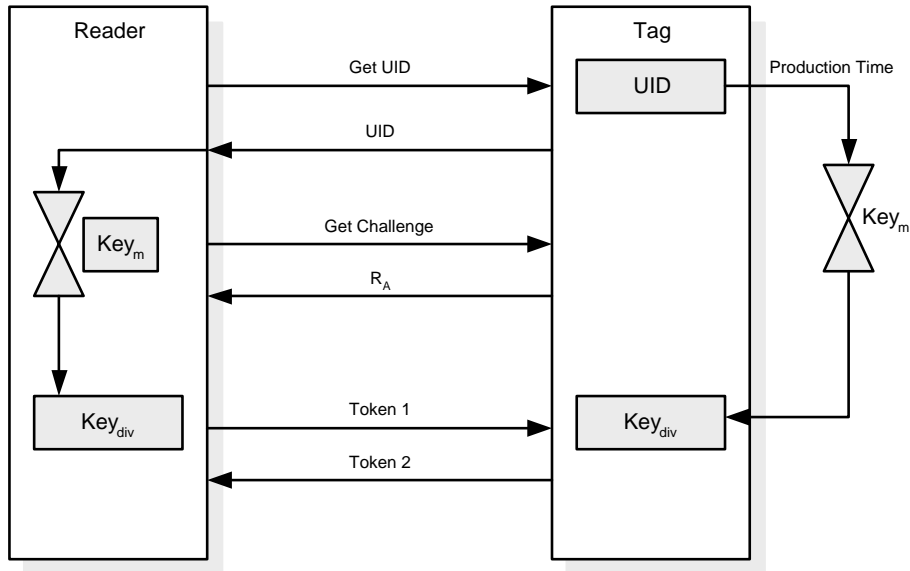 Reader
Tag
Get UID
UID
Production Time
UID
Key_m
Get Challenge
Key_m
R_A
Key_div
Token 1
Key_div
Token 2